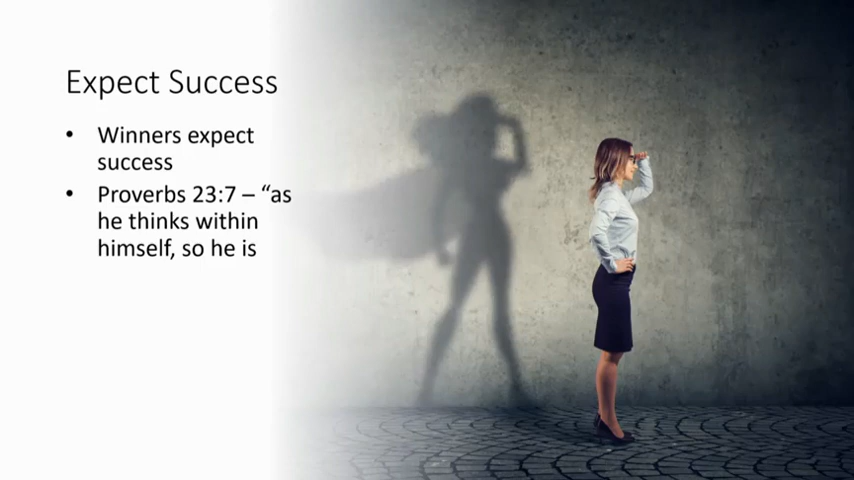 Expect Success
• Winners expect
success
• Proverbs 23:7 – “as
he thinks within
himself, so he is